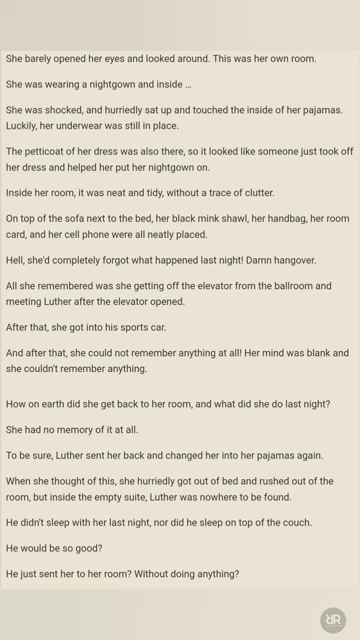 She barely opened her eyes and looked around. This was her own room.
She was wearing a nightgown and inside ...
She was shocked, and hurriedly sat up and touched the inside of her pajamas.
Luckily, her underwear was still in place.
The petticoat of her dress was also there, so it looked like someone just took off
her dress and helped her put her nightgown on.
Inside her room, it was neat and tidy, without a trace of clutter.
On top of the sofa next to the bed, her black mink shawl, her handbag, her room
card, and her cell phone were all neatly placed.
Hell, she'd completely forgot what happened last night! Damn hangover.
All she remembered was she getting off the elevator from the ballroom and
meeting Luther after the elevator opened.
After that, she got into his sports car.
And after that, she could not remember anything at all! Her mind was blank and
she couldn't remember anything.
How on earth did she get back to her room, and what did she do last night?
She had no memory of it at all.
To be sure, Luther sent her back and changed her into her pajamas again.
When she thought of this, she hurriedly got out of bed and rushed out of the
room, but inside the empty suite, Luther was nowhere to be found.
He didn't sleep with her last night, nor did he sleep on top of the couch.
He would be so good?
He just sent her to her room? Without doing anything?